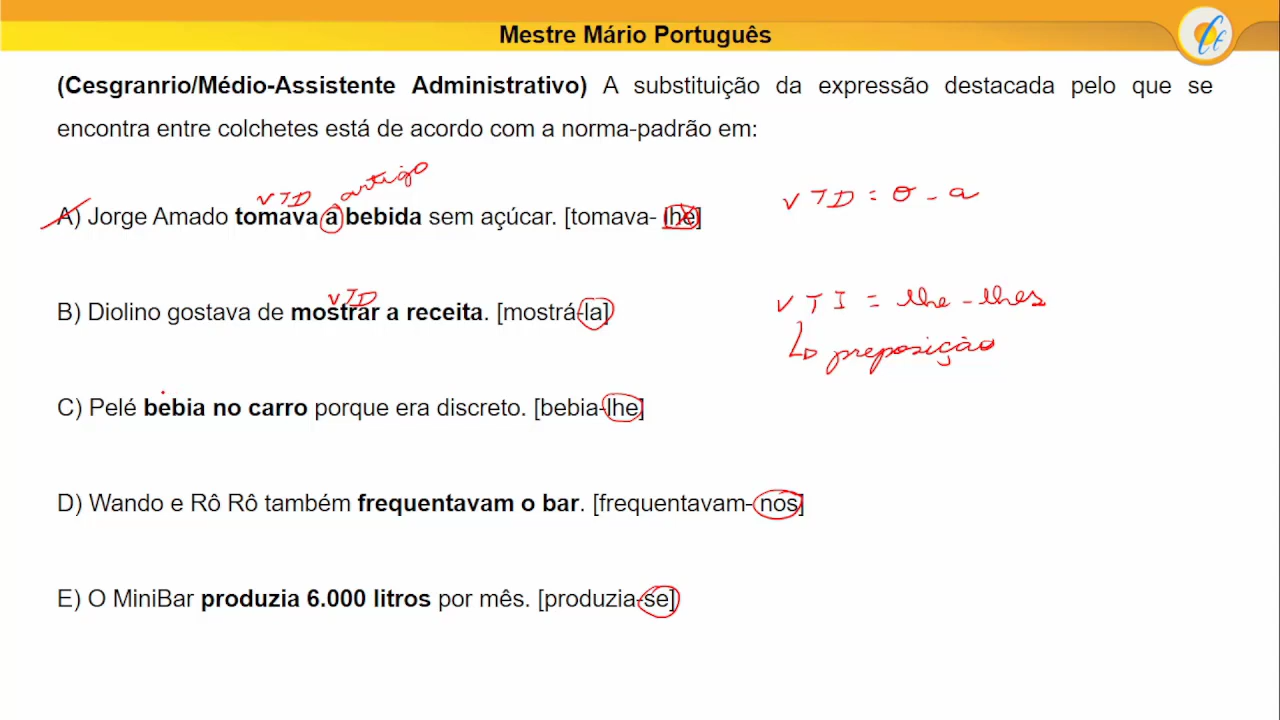 Mestre Mário Português
(Cesgranrio/Médio-Assistente Administrativo) A substituição da expressão destacada pelo que se
encontra entre colchetes está de acordo com a norma-padrão em:
VTD artigo
A) Jorge Amado tomava a bebida sem açúcar. [tomava- lhe]
VTD = o - a
VTD
B) Diolino gostava de mostrar a receita. [mostrá-la]
VTI = lhe - lhes
preposição
C) Pelé bebia no carro porque era discreto. [bebia-lhe]
D) Wando e Rô Rô também frequentavam o bar. [frequentavam- nos]
E) O MiniBar produzia 6.000 litros por mês. [produzia-se]